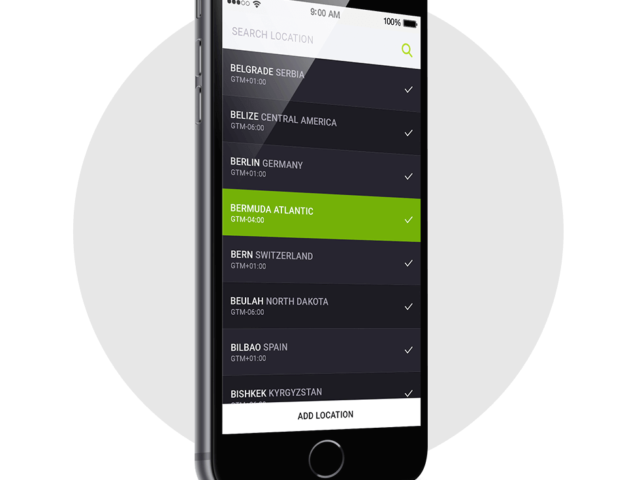 9:00 AM 100%
SEARCH LOCATION
BELGRADE SERBIA
GTM+01:00
BELIZE CENTRAL AMERICA
GTM-06:00
BERLIN GERMANY
GTM+01:00
BERMUDA ATLANTIC
GTM-04:00
BERN SWITZERLAND
GTM+01:00
BEULAH NORTH DAKOTA
GTM-06:00
BILBAO SPAIN
GTM+01:00
BISHKEK KYRGYZSTAN
ADD LOCATION